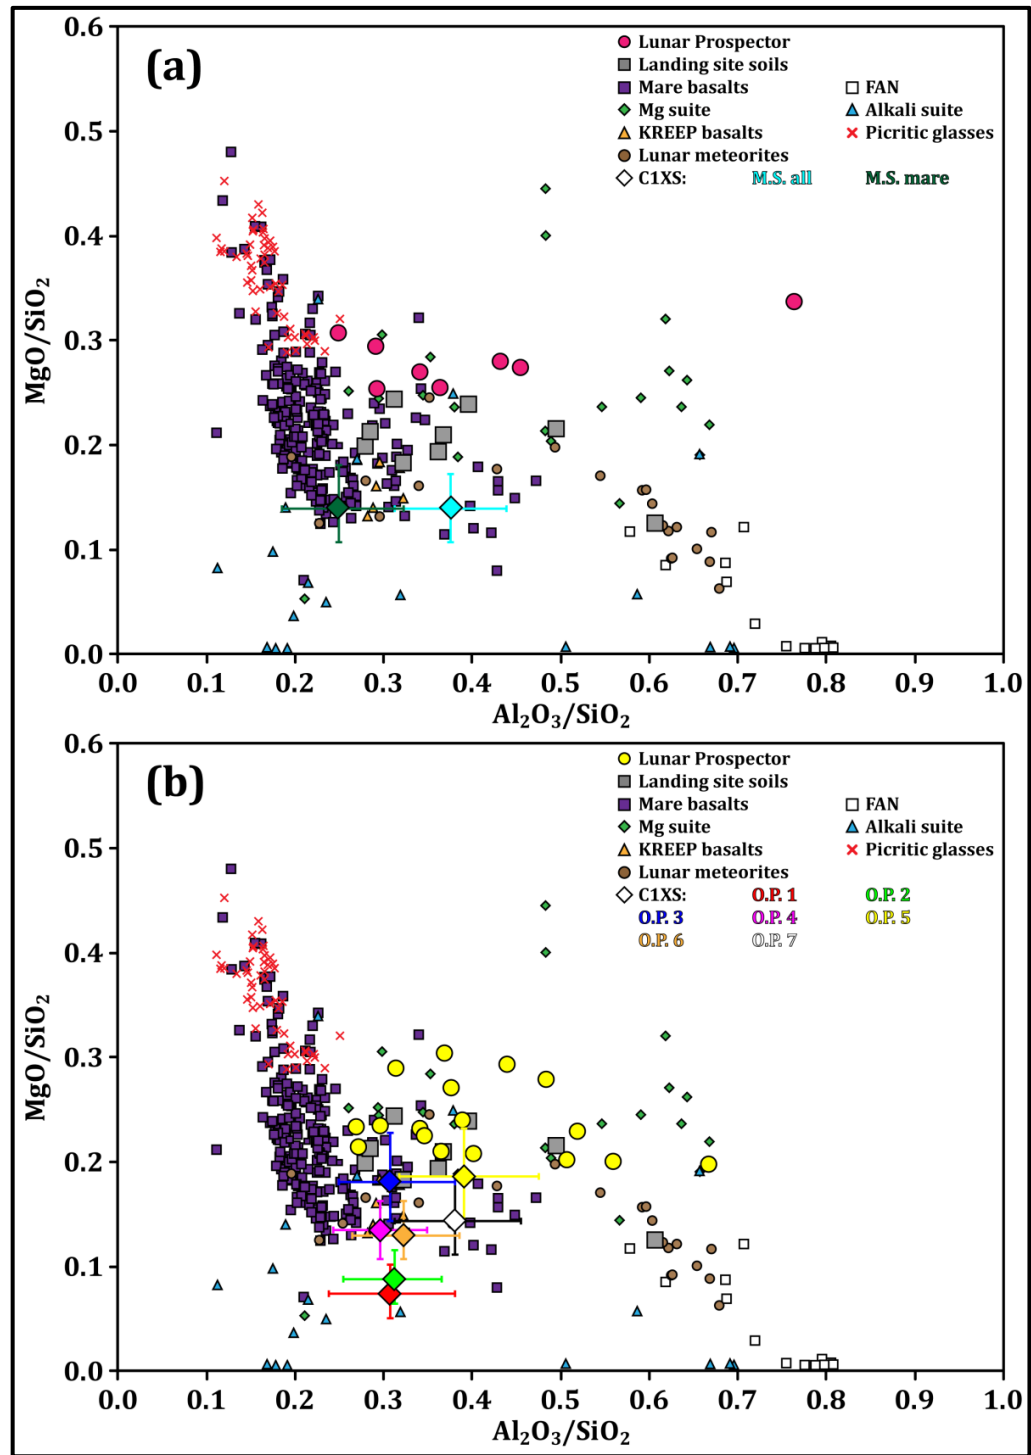 (a)
0.6
0.5
0.4
0.3
0.2
0.1
0.0
MgO/SiO₂
Lunar Prospector
Landing site soils
Mare basalts FAN
Mg suite Alkali suite
KREEP basalts Picritic glasses
Lunar meteorites
C1XS: M.S. all M.S. mare
0.0 0.1 0.2 0.3 0.4 0.5 0.6 0.7 0.8 0.9 1.0
Al₂O₃/SiO₂
(b)
0.6
0.5
0.4
0.3
0.2
0.1
0.0
MgO/SiO₂
Lunar Prospector
Landing site soils
Mare basalts FAN
Mg suite Alkali suite
KREEP basalts Picritic glasses
Lunar meteorites
C1XS: O.P. 1 O.P. 2
O.P. 3 O.P. 4 O.P. 5
O.P. 6 O.P. 7
0.0 0.1 0.2 0.3 0.4 0.5 0.6 0.7 0.8 0.9 1.0
Al₂O₃/SiO₂